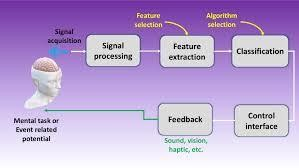 Feature
selection
Algorithm
selection
Signal
acquisition
Signal
processing
Feature
extraction
Classification
Mental task or
Event related
potential
Feedback
Sound, vision,
haptic, etc.
Control
interface